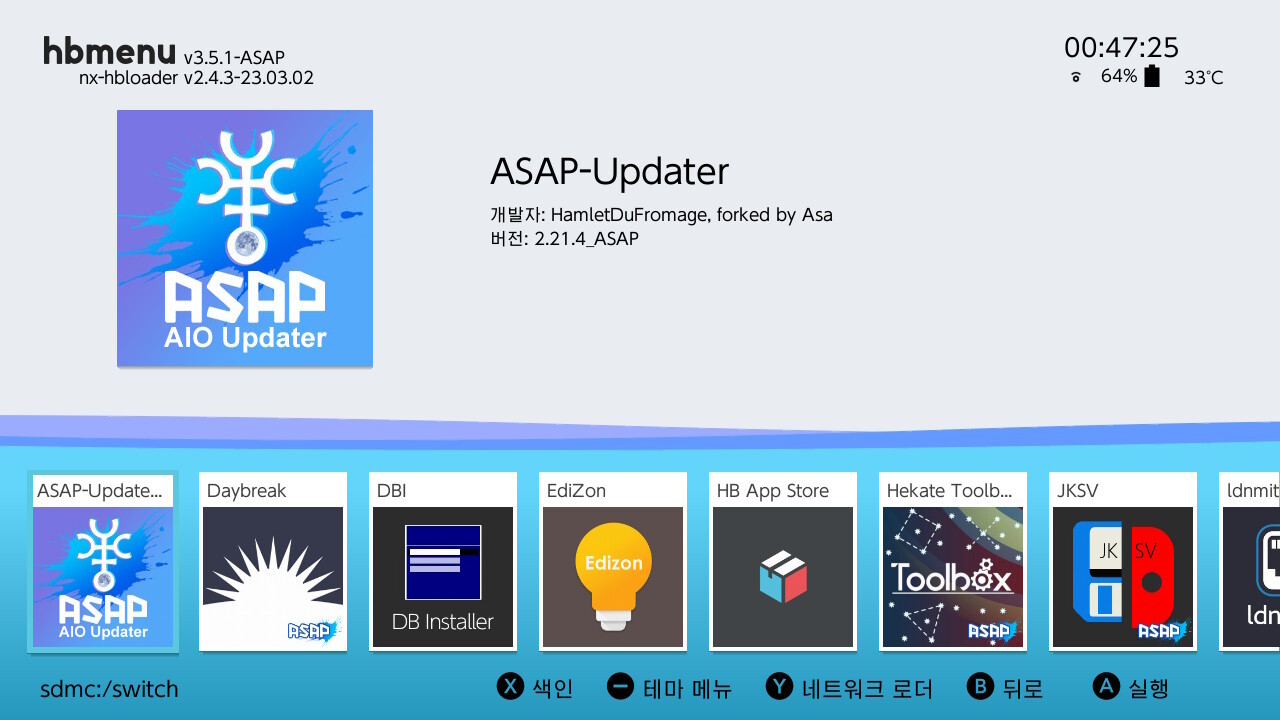 hbmenu v3.5.1-ASAP
nx-hbloader v2.4.3-23.03.02
00:47:25
64% 33°C
ASAP
AIO Updater
ASAP-Updater
개발자: HamletDuFromage, forked by Asa
버전: 2.21.4_ASAP
ASAP-Update...
Daybreak
DBI
EdiZon
HB App Store
Hekate Toolb...
JKSV
ldnmit
ASAP
AIO Updater
ASAP
DB Installer
Edizon
Toolbox
ASAP
JK SV
ASAP
ldn
sdmc:/switch
X 색인
테마 메뉴
Y 네트워크 로더
B 뒤로
A 실행